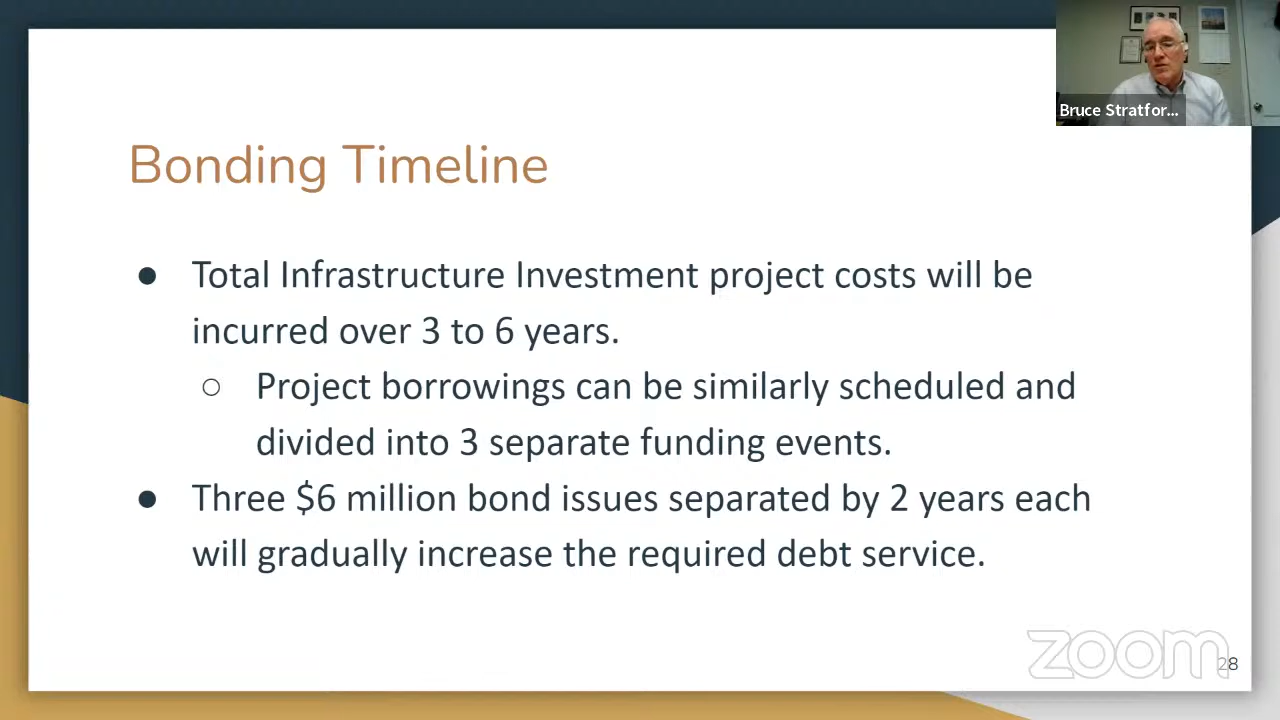 Bruce Stratfor...
Bonding Timeline
● Total Infrastructure Investment project costs will be
incurred over 3 to 6 years.
○ Project borrowings can be similarly scheduled and
divided into 3 separate funding events.
● Three $6 million bond issues separated by 2 years each
will gradually increase the required debt service.
zoom
28